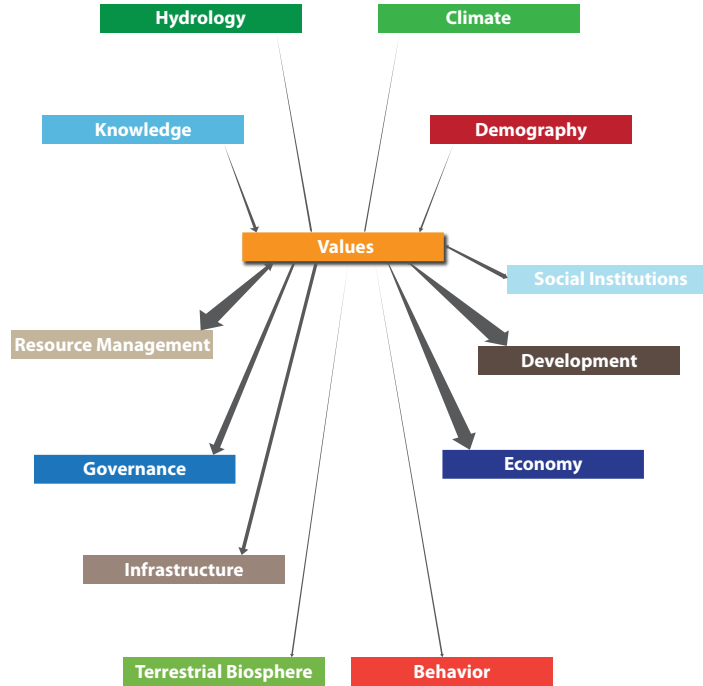 Hydrology
Climate
Knowledge
Demography
Values
Social Institutions
Resource Management
Development
Governance
Economy
Infrastructure
Terrestrial Biosphere
Behavior